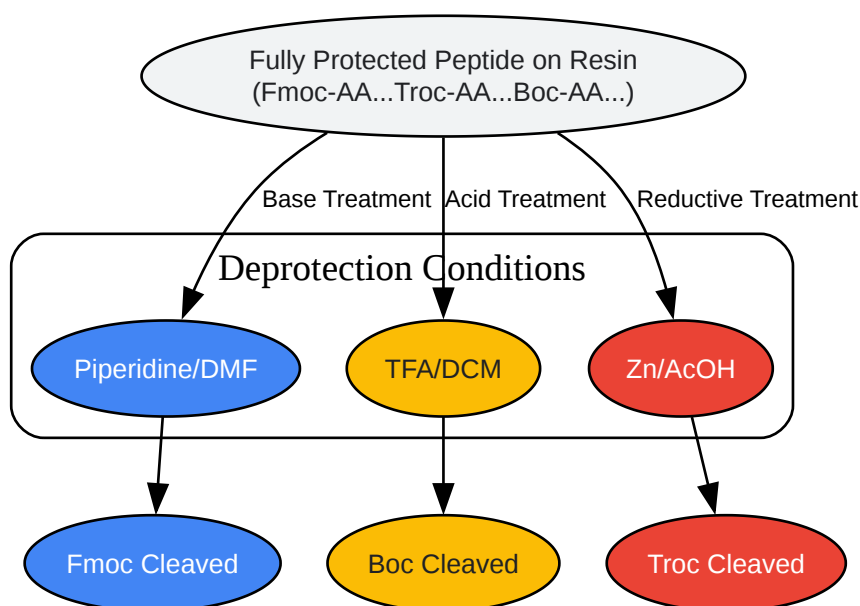 Fully Protected Peptide on Resin
(Fmoc-AA...Troc-AA...Boc-AA...)
Base Treatment
Acid Treatment
Reductive Treatment
Deprotection Conditions
Piperidine/DMF
TFA/DCM
Zn/AcOH
Fmoc Cleaved
Boc Cleaved
Troc Cleaved